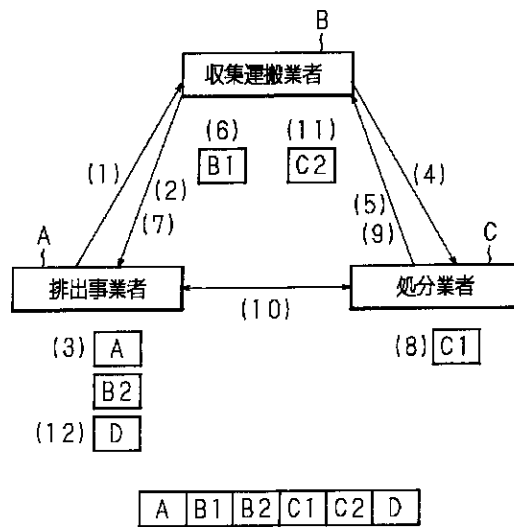 B
収集運搬業者
(6) (11)
B1 C2
(1) (2) (5) (4)
(7) (9)
A C
排出事業者 処分業者
(10)
(3) A (8) C1
B2
(12) D
A B1 B2 C1 C2 D